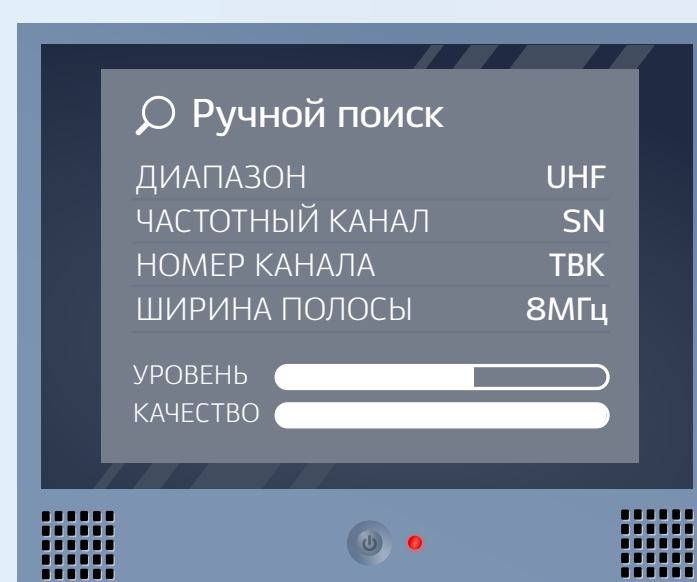 Ручной поиск
ДИАПАЗОН UHF
ЧАСТОТНЫЙ КАНАЛ SN
НОМЕР КАНАЛА ТВК
ШИРИНА ПОЛОСЫ 8МГц
УРОВЕНЬ
КАЧЕСТВО